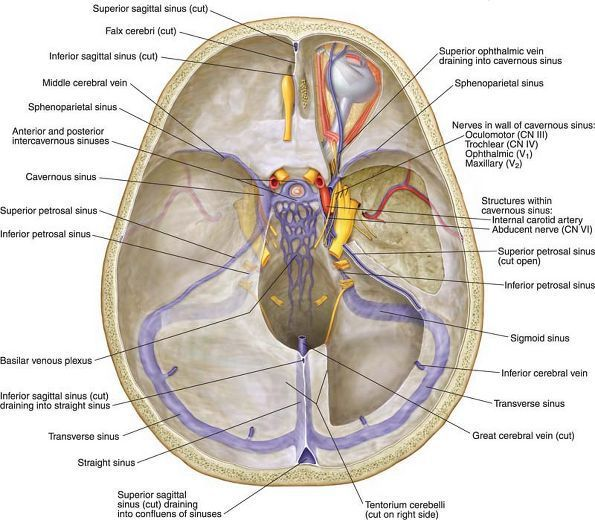 Superior sagittal sinus (cut)
Falx cerebri (cut)
Inferior sagittal sinus (cut)
Middle cerebral vein
Sphenoparietal sinus
Anterior and posterior
intercavernous sinuses
Cavernous sinus
Superior petrosal sinus
Inferior petrosal sinus
Basilar venous plexus
Inferior sagittal sinus (cut)
draining into straight sinus
Transverse sinus
Straight sinus
Superior sagittal
sinus (cut) draining
into confluens of sinuses
Superior ophthalmic vein
draining into cavernous sinus
Sphenoparietal sinus
Nerves in wall of cavernous sinus:
Oculomotor (CN III)
Trochlear (CN IV)
Ophthalmic (V₁)
Maxillary (V₂)
Structures within
cavernous sinus:
Internal carotid artery
Abducent nerve (CN VI)
Superior petrosal sinus
(cut open)
Inferior petrosal sinus
Sigmoid sinus
Inferior cerebral vein
Transverse sinus
Great cerebral vein (cut)
Tentorium cerebelli
(cut on right side)